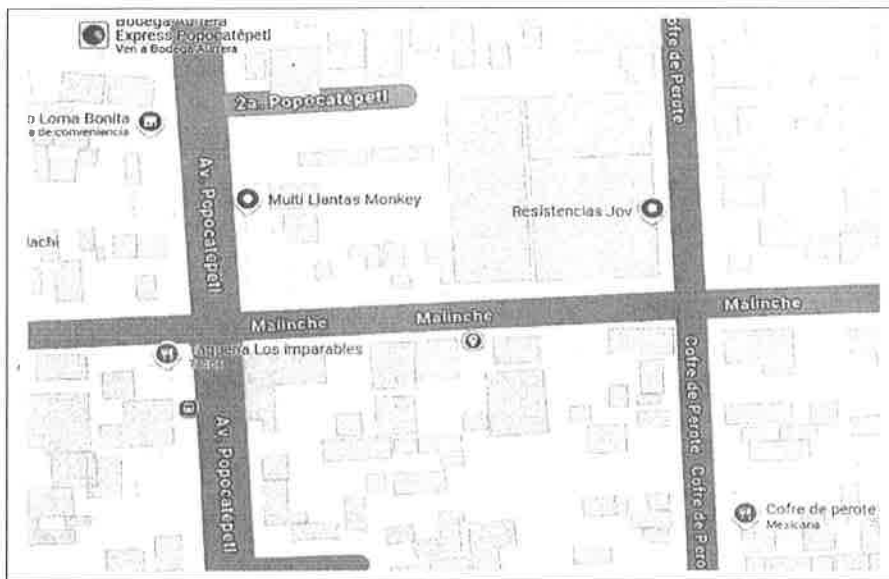 Bodega Aurrera
Express Popocatépetl
Ven a Bodega Aurrera
Cofre de Perote
2a. Popocatépetl
o Loma Bonita
a de conveniencia
Av. Popocatépetl
Multi Llantas Monkey
Resistencias Jov
lachi
Malinche
Malinche
Malinche
Taquería Los imparables
Cofre de Perote
Av. Popocatépetl
Cofre de Pero
Cofre de perote
Mexicana